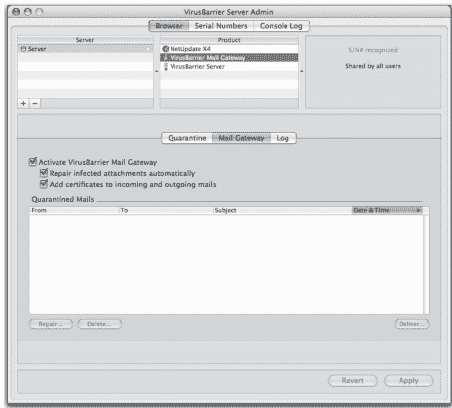 VirusBarrier Server Admin
Browser Serial Numbers Console Log
Server
Product
Server
NetUpdate X4
VirusBarrier Mail Gateway
VirusBarrier Server
S/N# recognized
Shared by all users
+ −
Quarantine Mail Gateway Log
Activate VirusBarrier Mail Gateway
Repair infected attachments automatically
Add certificates to incoming and outgoing mails
Quarantined Mails
From To Subject Date & Time
Repair... Delete... Deliver...
Revert Apply